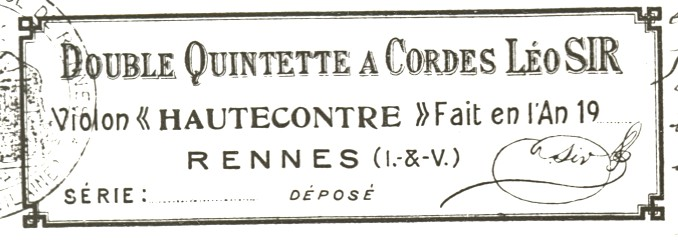 DOUBLE QUINTETTE A CORDES LÉO SIR
Violon « HAUTECONTRE » Fait en l'An 19
RENNES (I.-&-V.)
SÉRIE: DÉPOSÉ